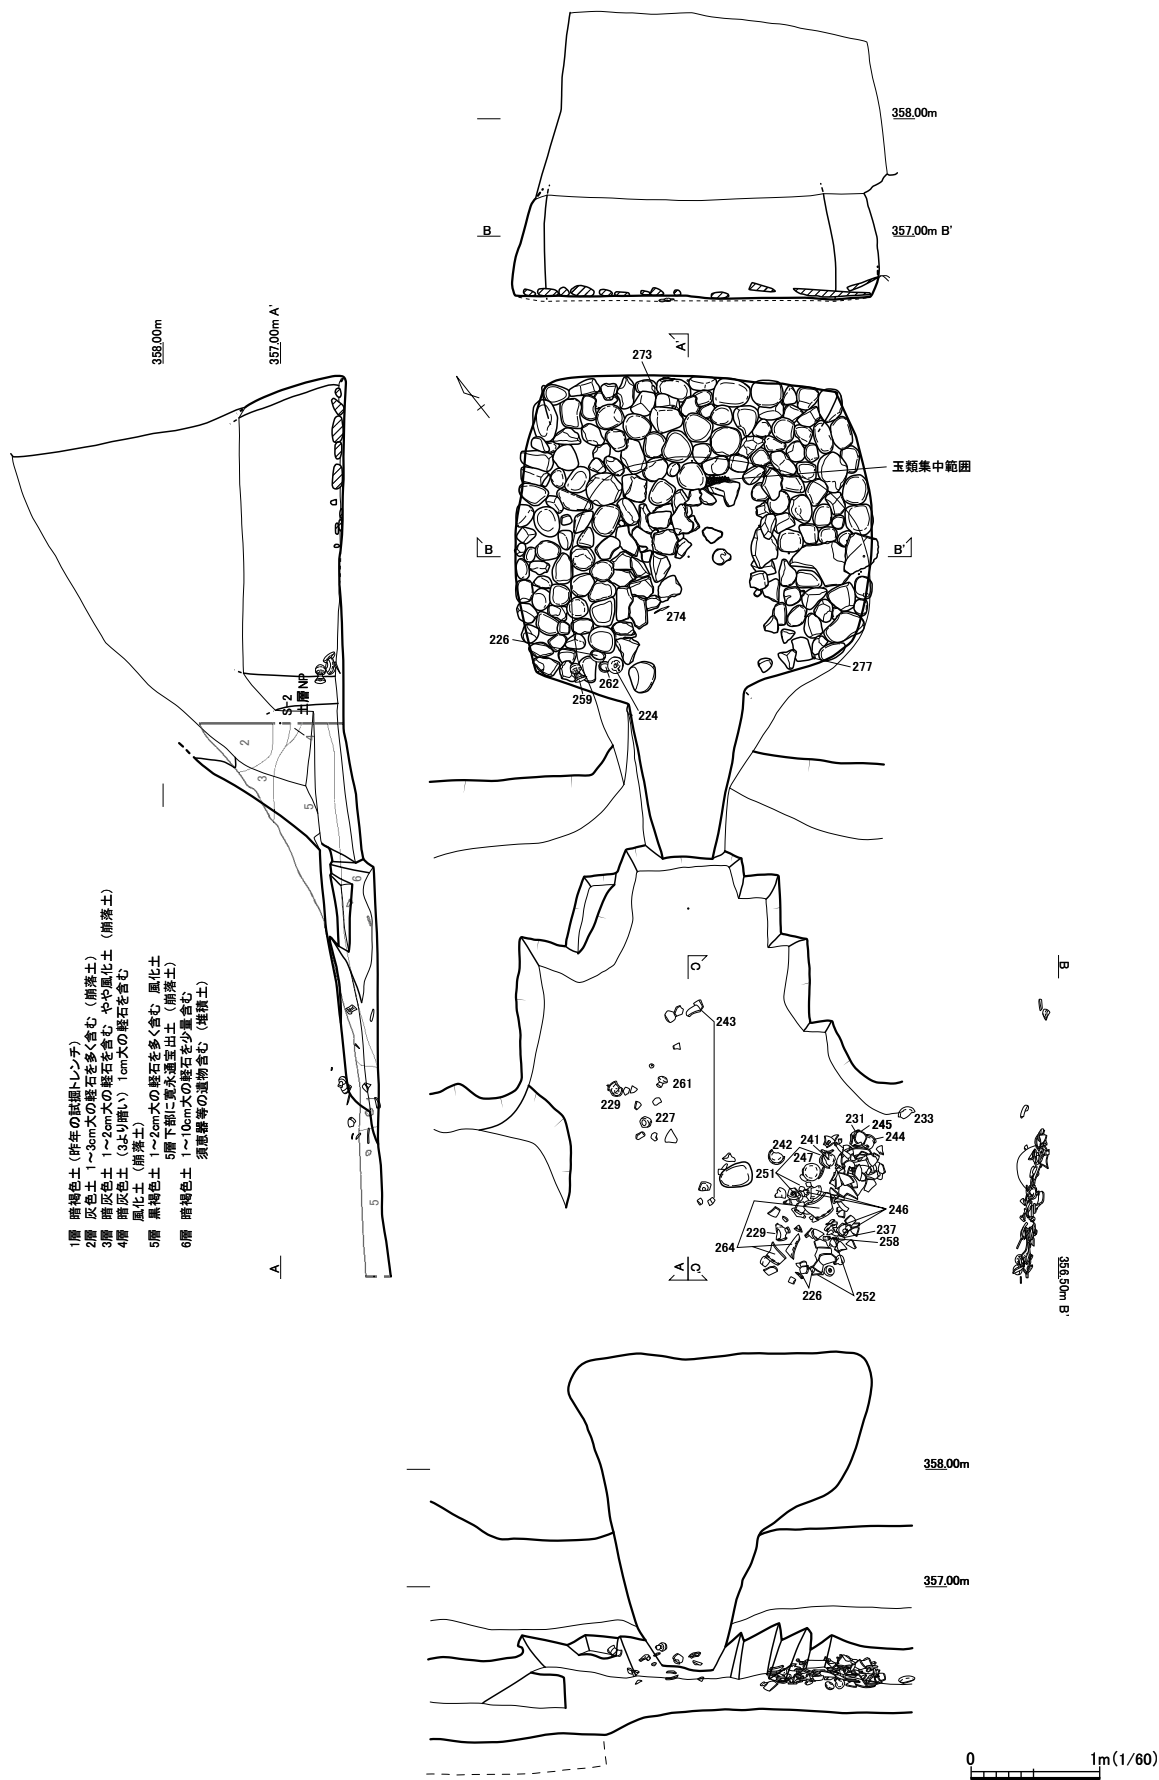 358.00m
B
357.00m B'
358.00m
357.00m A'
A'
273
玉類集中範囲
B
B'
274
226
262
259
224
277
S-2
土層NP
2
3
4
5
6
5
1層 暗褐色土（昨年の試掘トレンチ）
2層 灰色土 1～3cm大の軽石を多く含む（崩落土）
3層 暗灰色土 1～2cm大の軽石を含む やや風化土（崩落土）
4層 暗灰色土（3より暗い）1cm大の軽石を含む
風化土（崩落土）
5層 黒褐色土 1～2cm大の軽石を多く含む 風化土
5層下部に寛永通宝出土（崩落土）
6層 暗褐色土 1～10cm大の軽石を少量含む
須恵器等の遺物含む（堆積土）
A
C
B
243
261
229
227
233
231
245
244
241
242
247
251
246
229
237
258
264
226
252
A
C'
356.50m B'
358.00m
357.00m
0 1m(1/60)